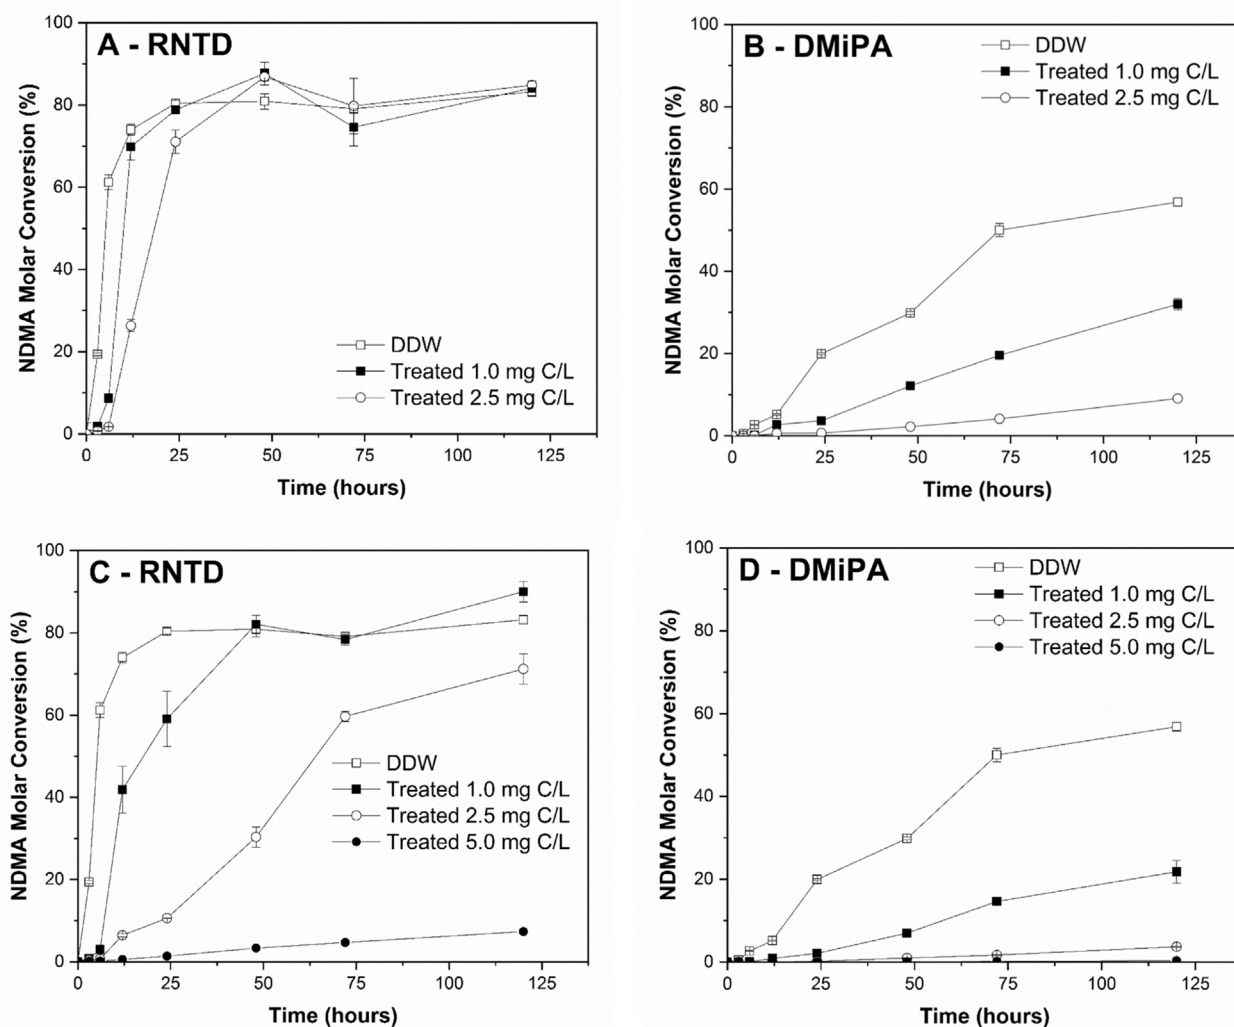 A - RNTD
100
80
60
40
20
0
NDMA Molar Conversion (%)
DDW
Treated 1.0 mg C/L
Treated 2.5 mg C/L
0 25 50 75 100 125
Time (hours)
B - DMiPA
100
80
60
40
20
0
NDMA Molar Conversion (%)
DDW
Treated 1.0 mg C/L
Treated 2.5 mg C/L
0 25 50 75 100 125
Time (hours)
C - RNTD
100
80
60
40
20
0
NDMA Molar Conversion (%)
DDW
Treated 1.0 mg C/L
Treated 2.5 mg C/L
Treated 5.0 mg C/L
0 25 50 75 100 125
Time (hours)
D - DMiPA
100
80
60
40
20
0
NDMA Molar Conversion (%)
DDW
Treated 1.0 mg C/L
Treated 2.5 mg C/L
Treated 5.0 mg C/L
0 25 50 75 100 125
Time (hours)